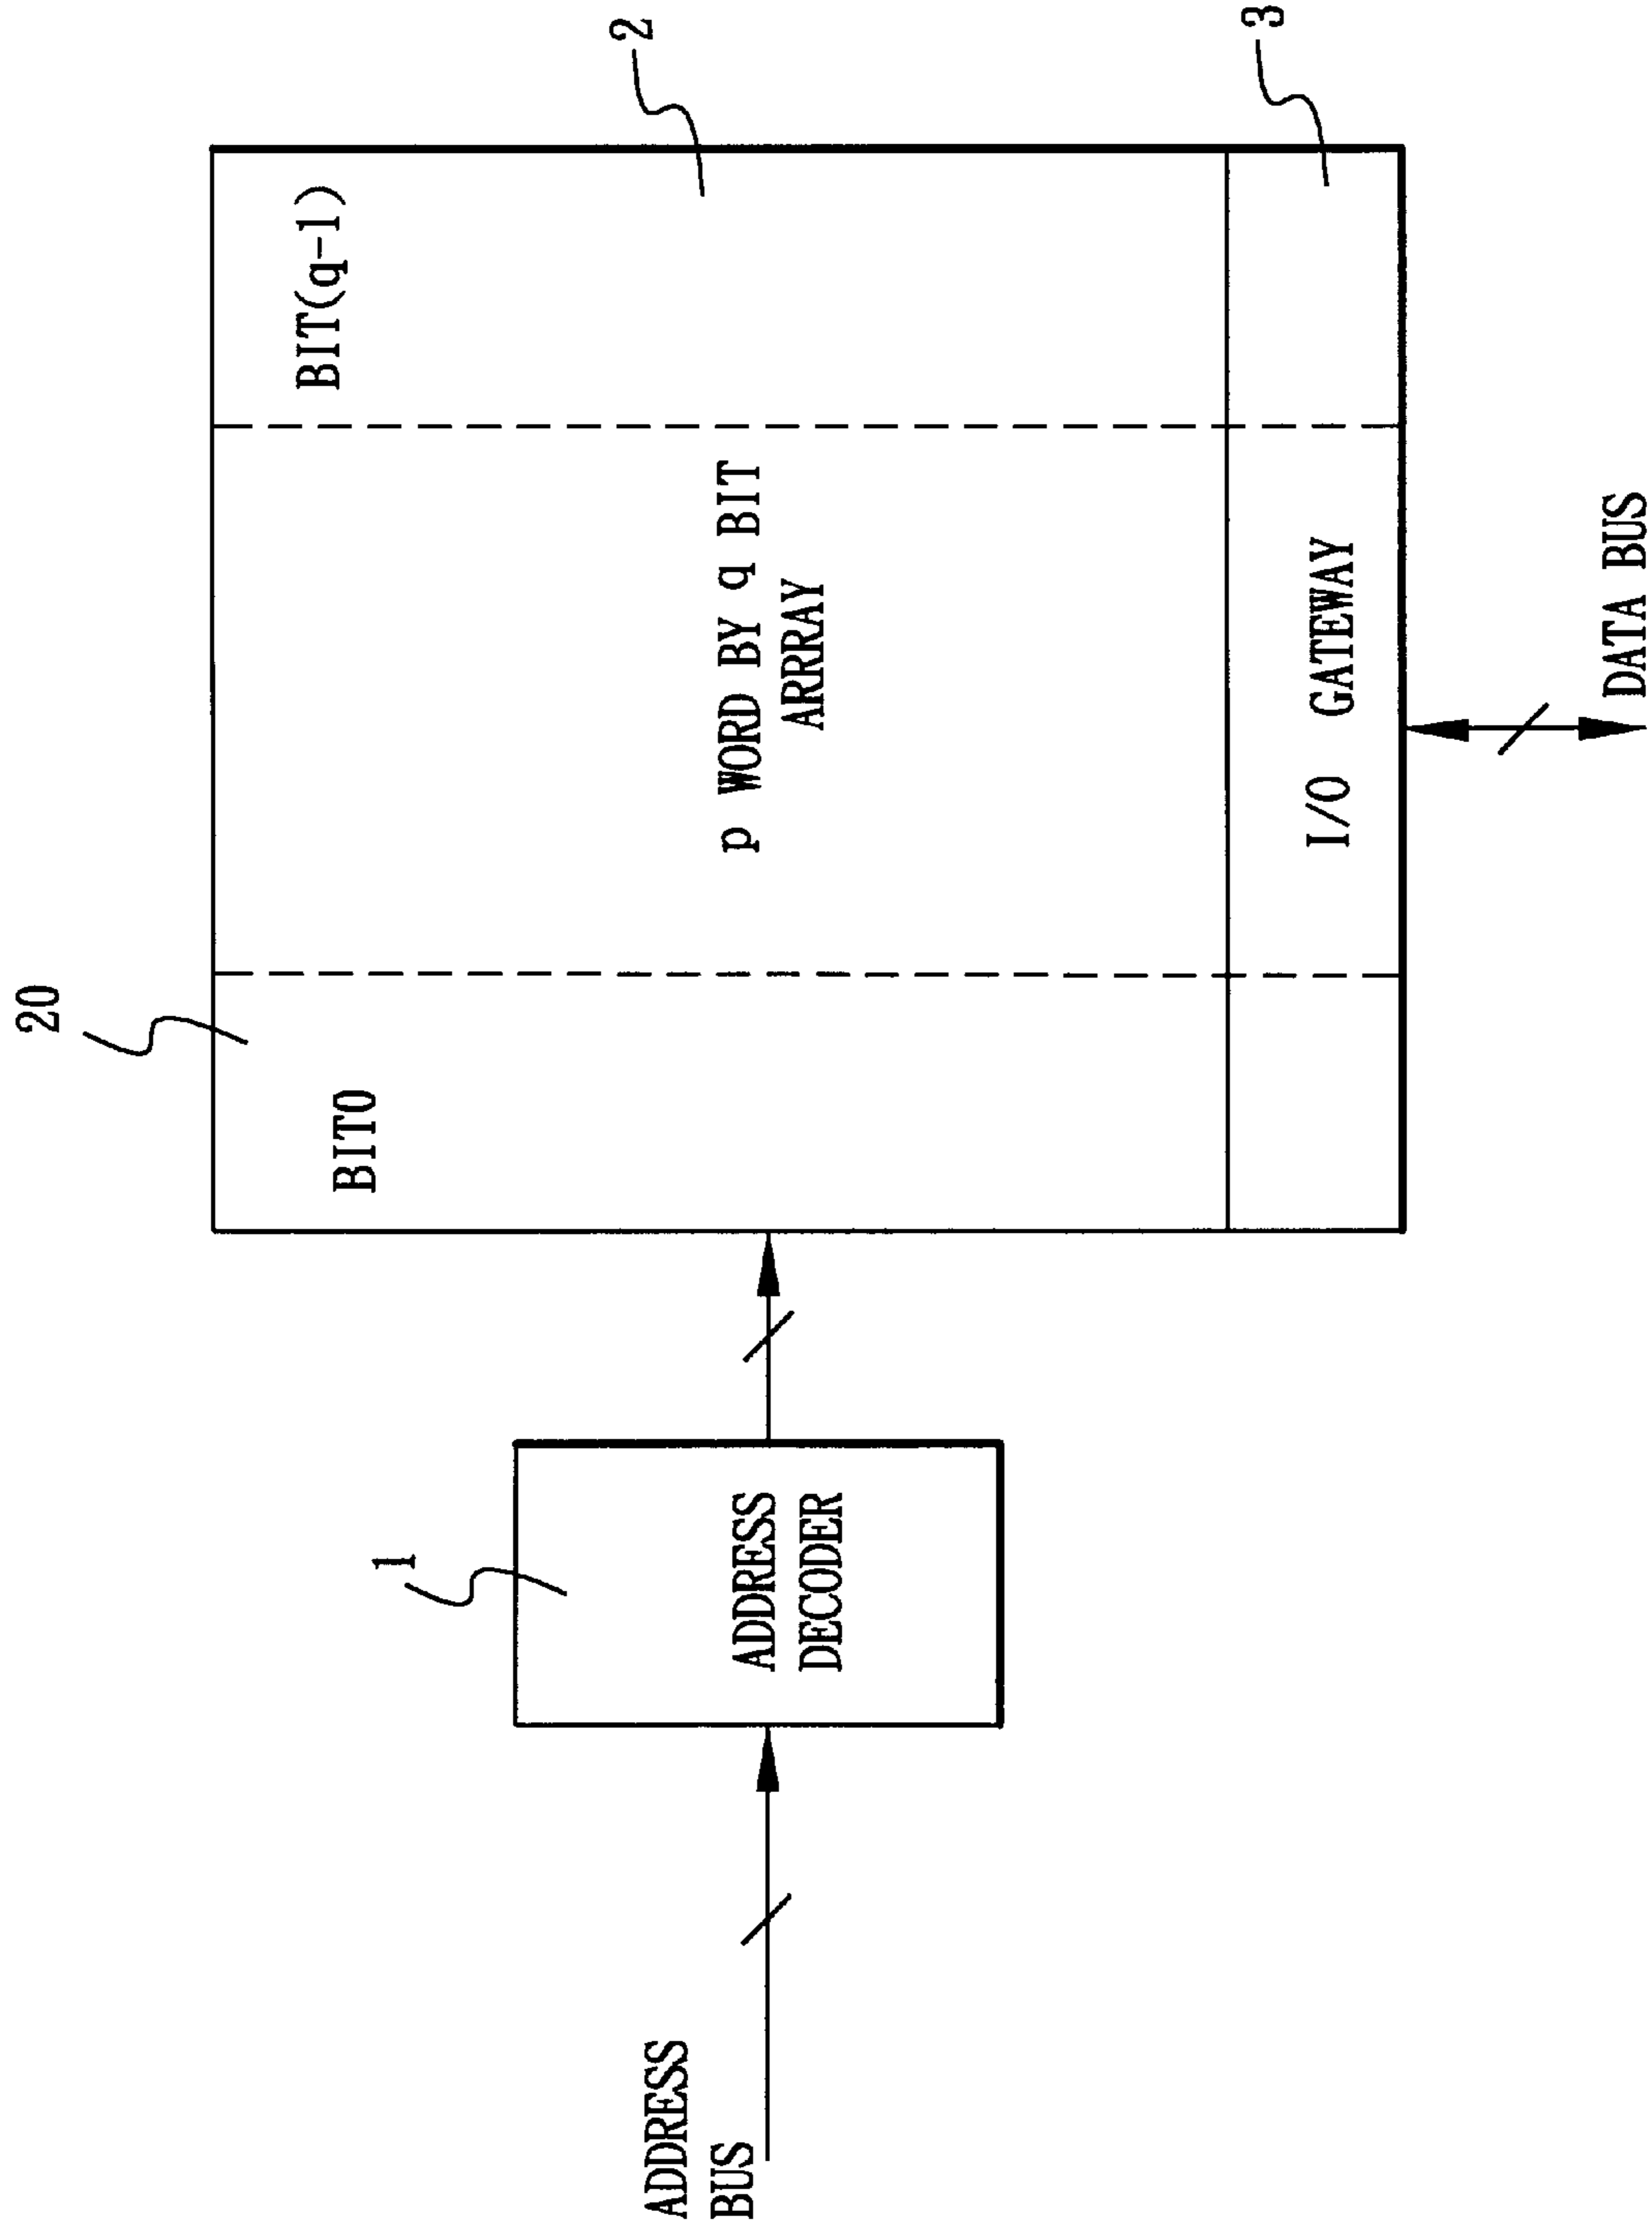 20
BIT0
BIT(q-1)
1
2
p WORD BY q BIT
ARRRAY
ADDRESS
BUS
ADDRESS
DECODER
3
I/O GATEWAY
DATA BUS